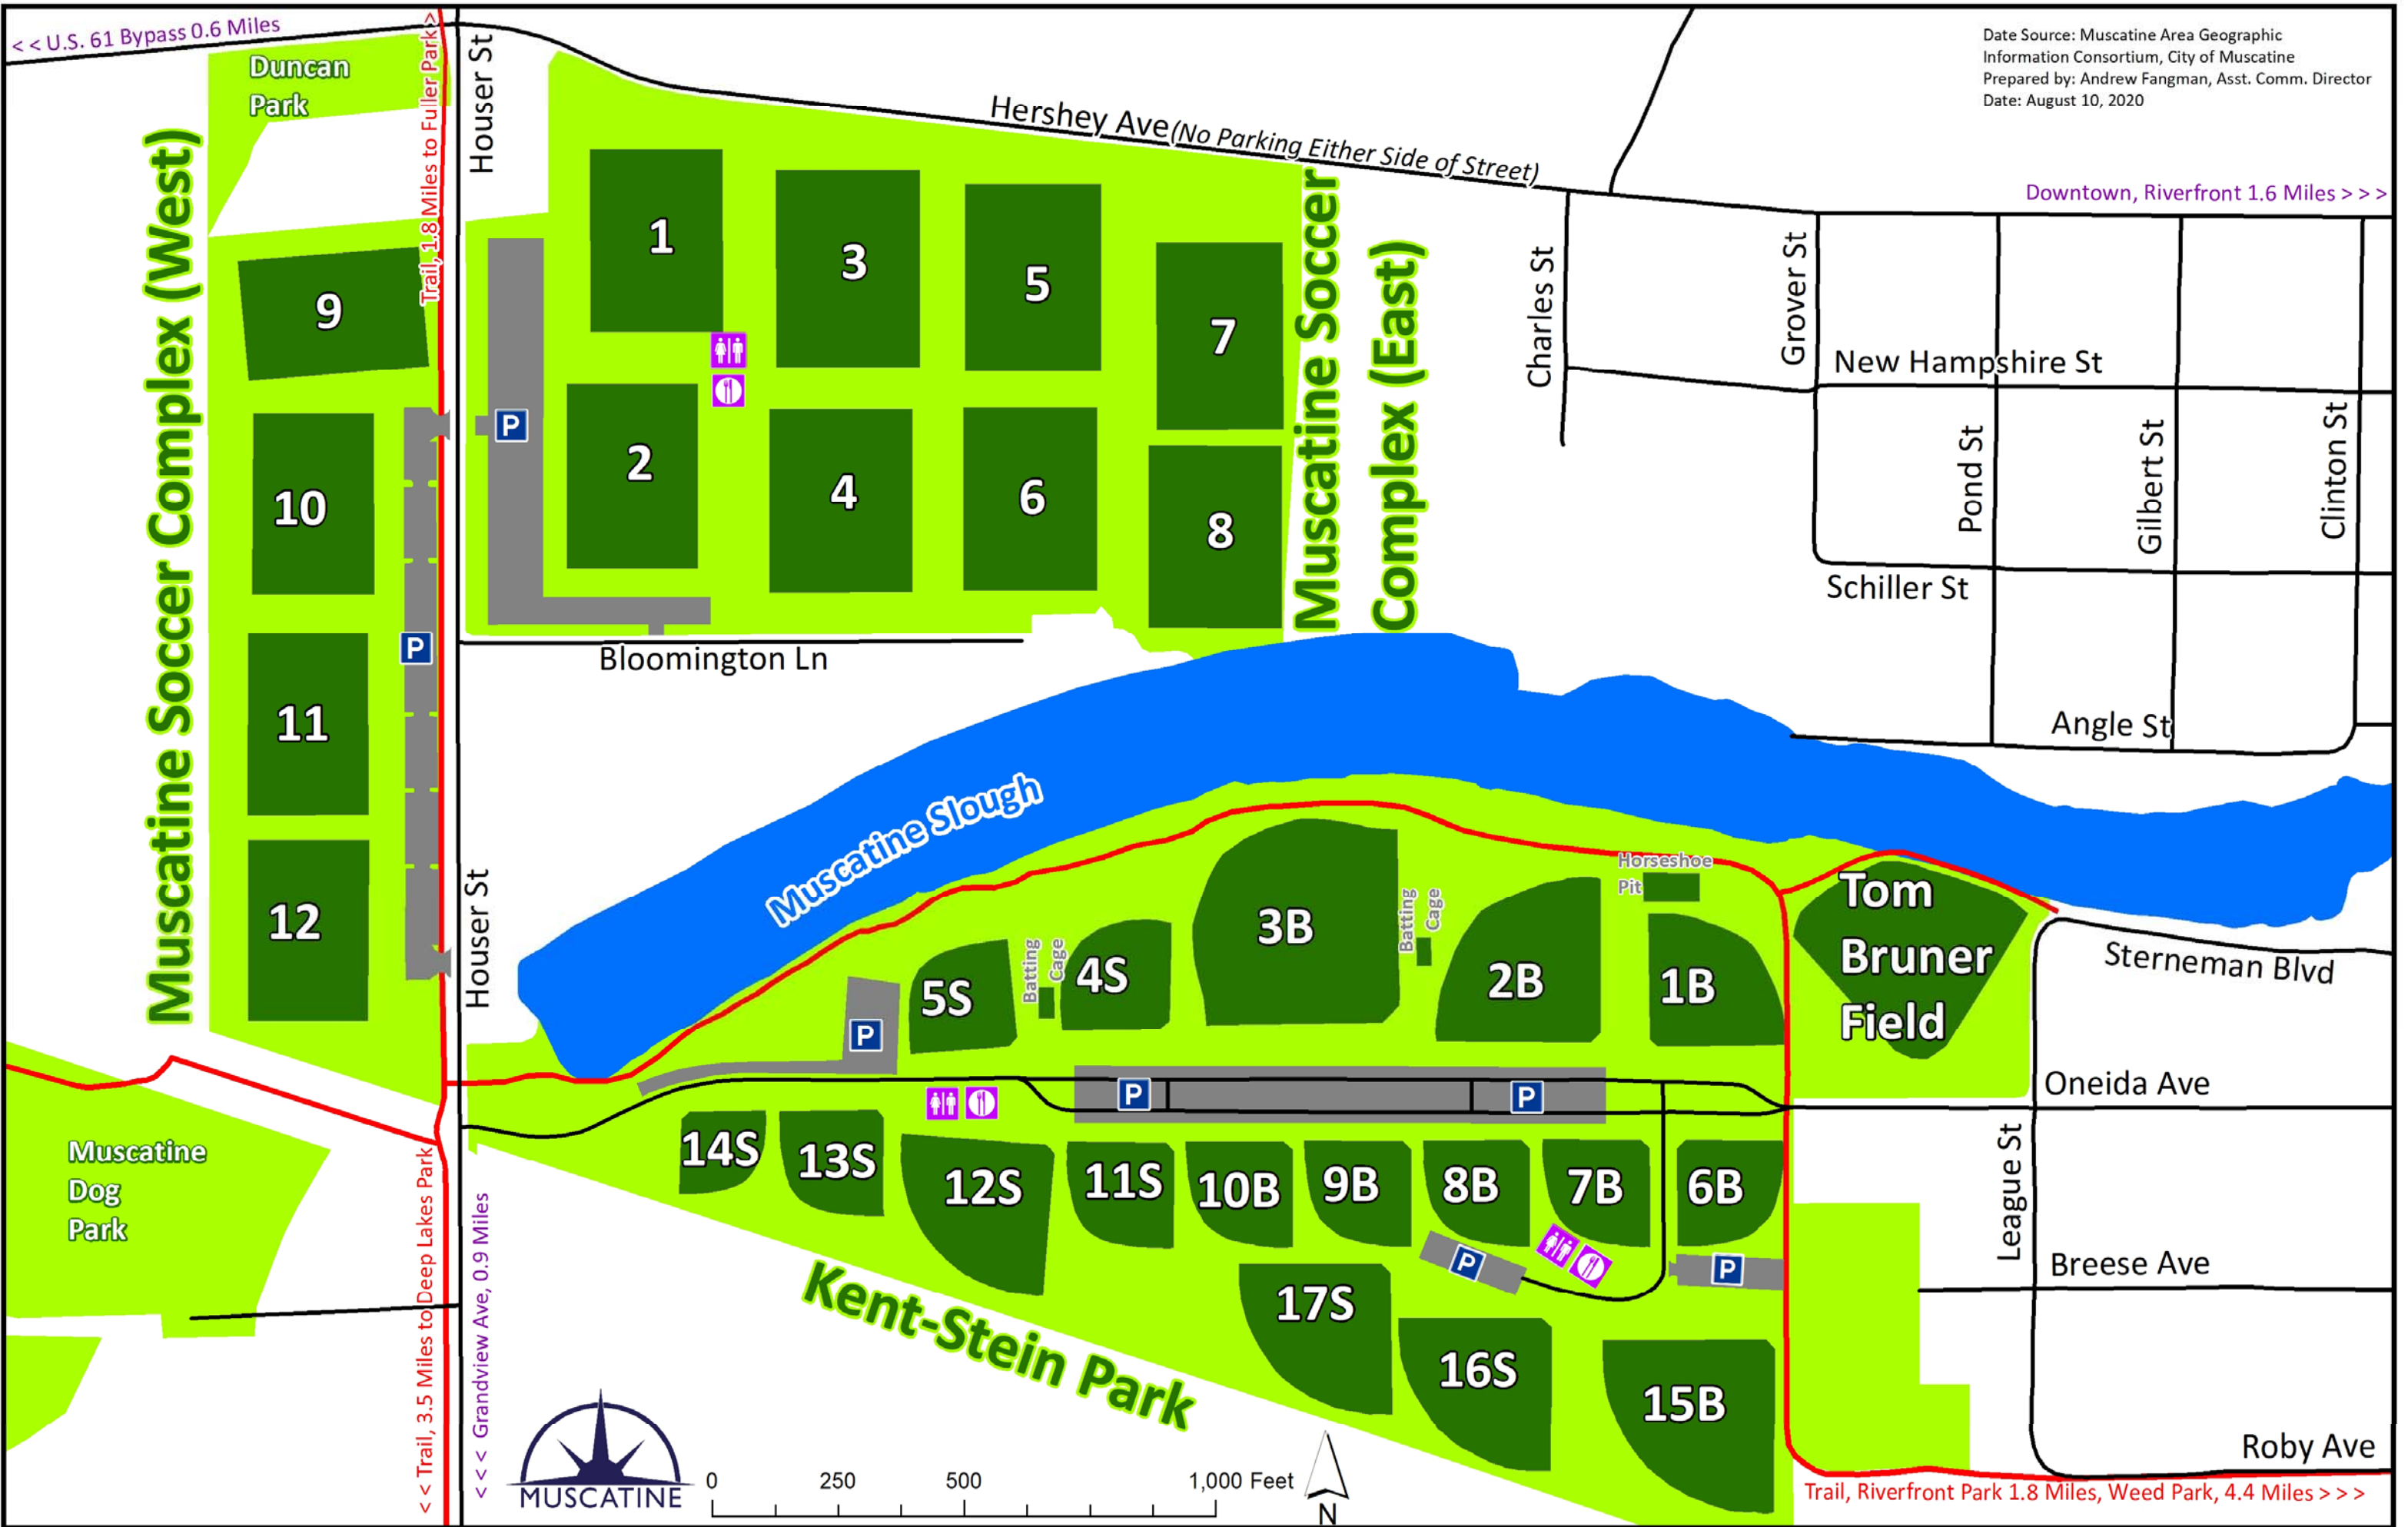 < < U.S. 61 Bypass 0.6 Miles
Duncan
Park
Trail, 1.8 Miles to Fuller Park>
Houser St
Hershey Ave(No Parking Either Side of Street)
Date Source: Muscatine Area Geographic
Information Consortium, City of Muscatine
Prepared by: Andrew Fangman, Asst. Comm. Director
Date: August 10, 2020
Downtown, Riverfront 1.6 Miles > > >
Muscatine Soccer Complex (West)
9
10
11
12
P
P
1
2
3
4
5
6
7
8
Muscatine Soccer
Complex (East)
Bloomington Ln
Charles St
Grover St
New Hampshire St
Pond St
Gilbert St
Clinton St
Schiller St
Angle St
Muscatine Slough
Houser St
Horseshoe
Pit
Batting
Cage
Batting
Cage
5S
4S
3B
2B
1B
Tom
Bruner
Field
Sterneman Blvd
P
P
P
Oneida Ave
14S
13S
12S
11S
10B
9B
8B
7B
6B
P
P
17S
16S
15B
Kent-Stein Park
League St
Breese Ave
Roby Ave
Muscatine
Dog
Park
< < Trail, 3.5 Miles to Deep Lakes Park
< < < Grandview Ave, 0.9 Miles
MUSCATINE
0 250 500 1,000 Feet
N
Trail, Riverfront Park 1.8 Miles, Weed Park, 4.4 Miles > > >